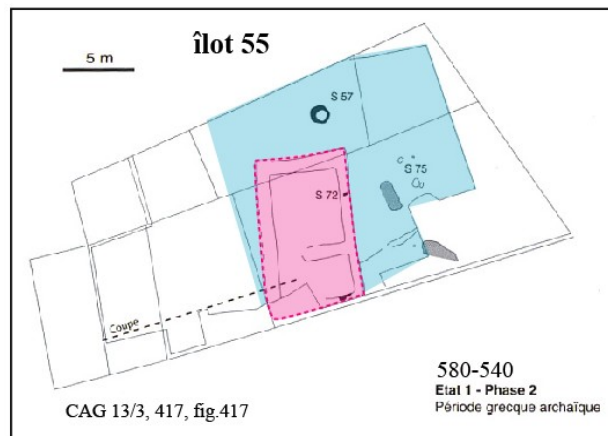 îlot 55
5 m
S 57
S 75
S 72
Coupe
580-540
Etat 1 - Phase 2
Période grecque archaïque
CAG 13/3, 417, fig.417